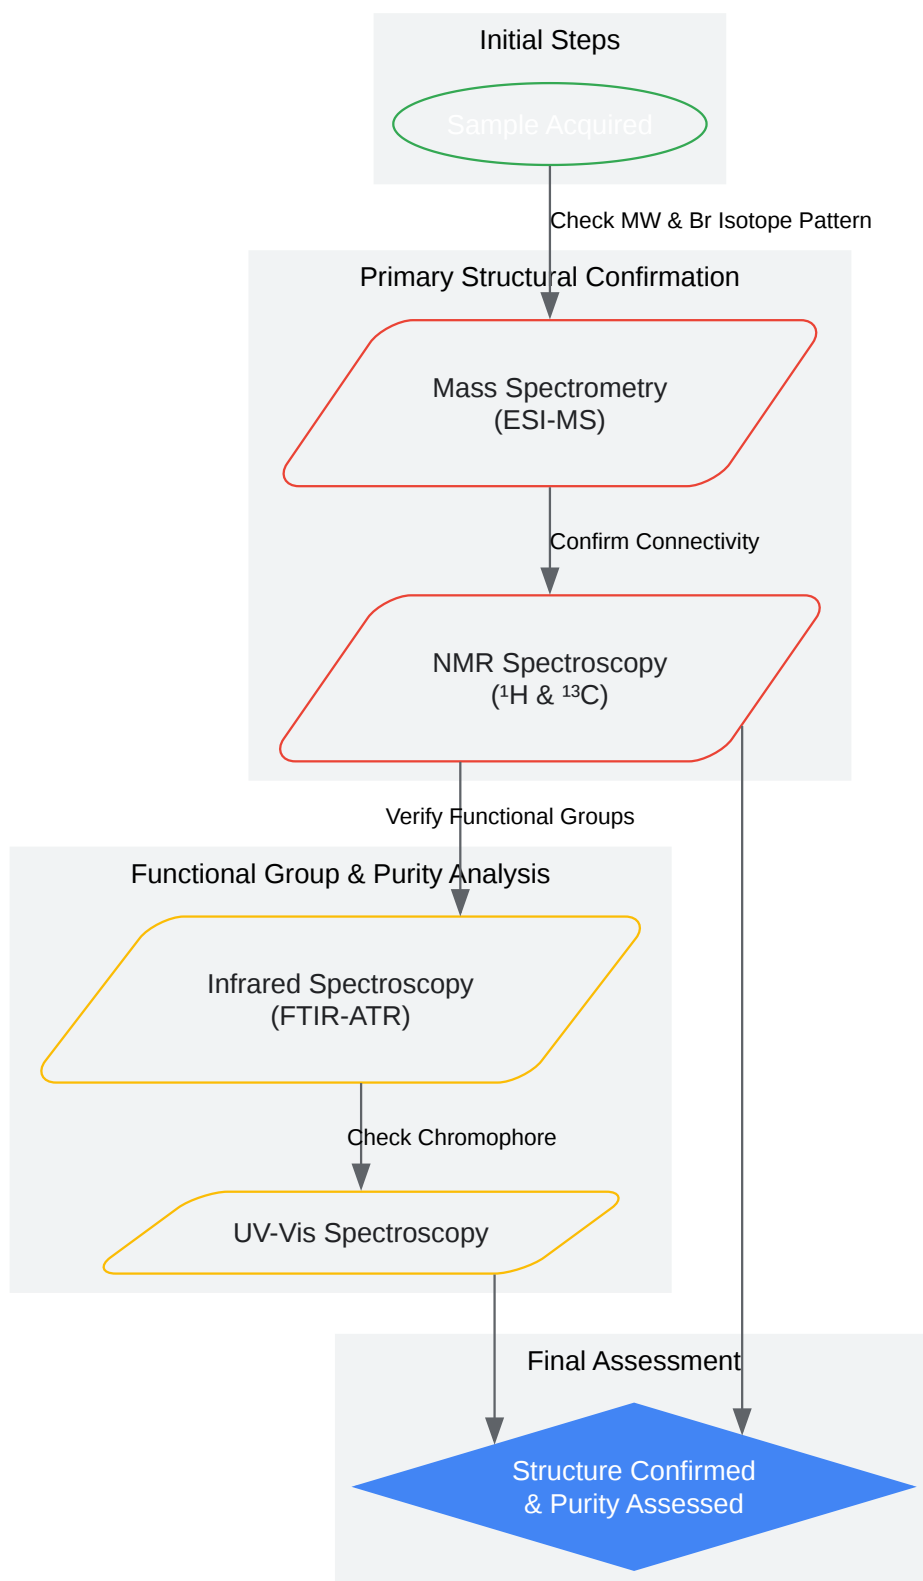 Initial Steps
Sample Acquired
Check MW & Br Isotope Pattern
Primary Structural Confirmation
Mass Spectrometry
(ESI-MS)
Confirm Connectivity
NMR Spectroscopy
(¹H & ¹³C)
Verify Functional Groups
Functional Group & Purity Analysis
Infrared Spectroscopy
(FTIR-ATR)
Check Chromophore
UV-Vis Spectroscopy
Final Assessment
Structure Confirmed
& Purity Assessed